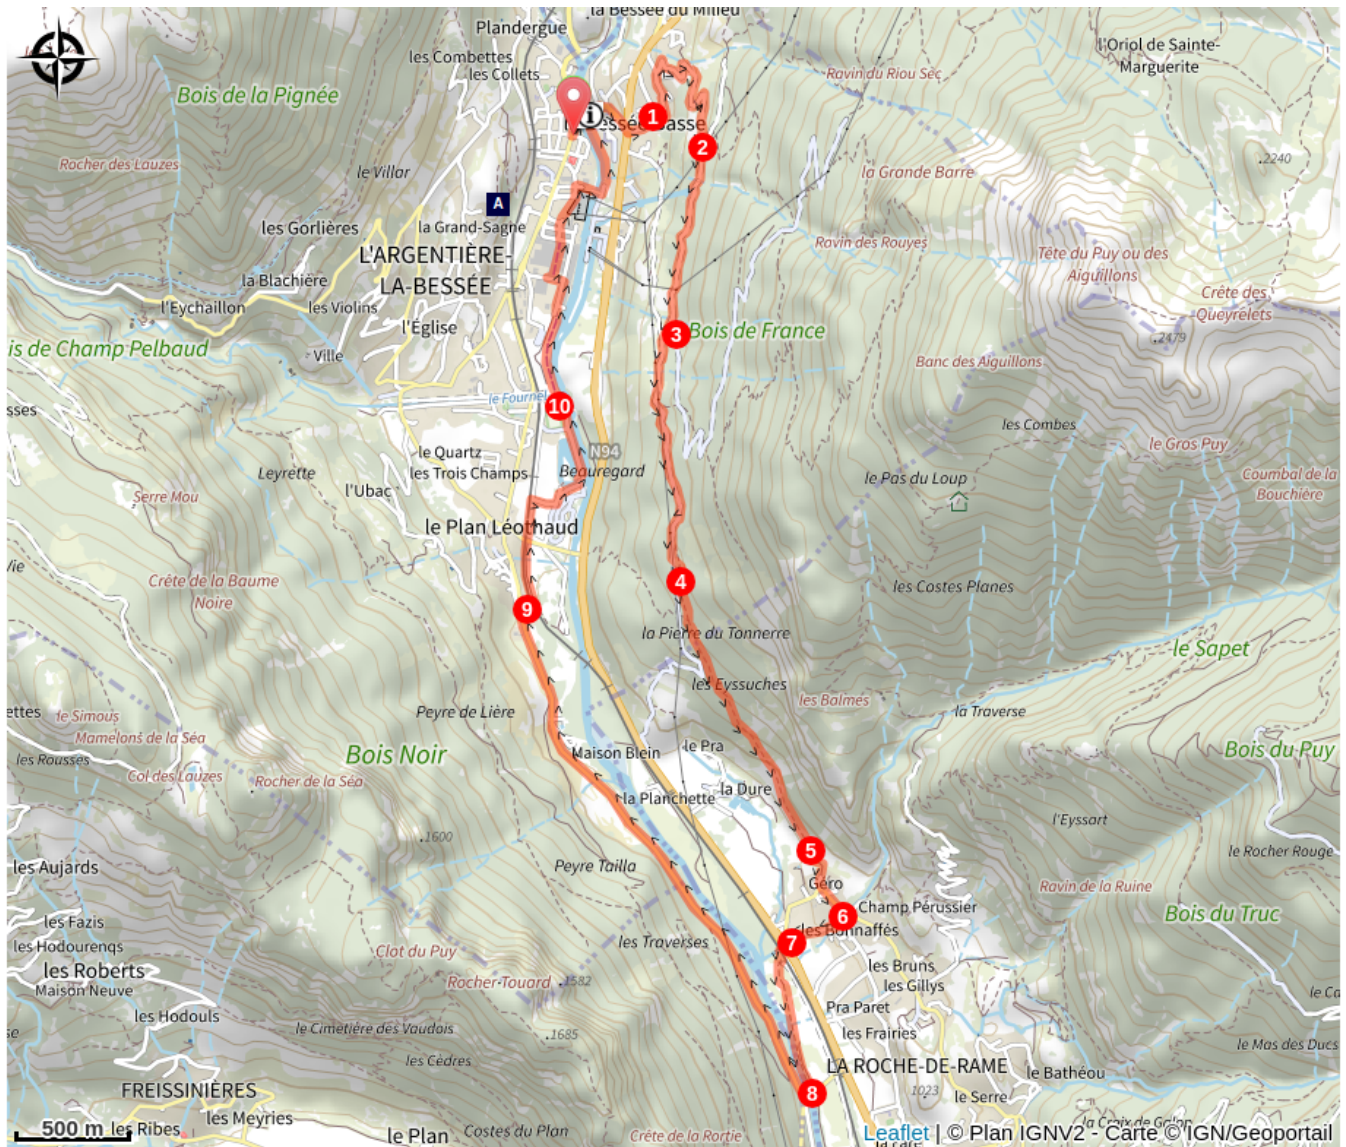 la Bessée du Milieu
Plandergue
les Combettes
les Collets
l'Oriol de Sainte-
Marguerite
Ravin du Riou Sec
Bois de la Pignée
i
1
2
Rocher des Lauzes
le Villar
la Grande Barre
2240
A
la Grand-Sagne
les Gorlières
L'ARGENTIÈRE-
LA-BESSÉE
Ravin des Rouyes
Tête du Puy ou des
Aiguillons
la Blachière
Crête des
Queyrelets
l'Eychaillon
les Violins
l'Église
3
Bois de France
2479
is de Champ Pelbaud
Ville
Banc des Aiguillons
le Fournel
10
sses
les Combes
N94
le Quartz
les Trois Champs
Beauregard
le Gros Puy
Leyrette
l'Ubac
Serre Mou
le Pas du Loup
Coumbal de la
Bouchière
le Plan Léothaud
Vie
Crête de la Baume
Noire
4
les Costes Planes
9
la Pierre du Tonnerre
le Sapet
les Eyssuches
les Balmes
ettes
le Simous
Mamelons de la Séa
Peyre de Lière
la Traverse
les Rousses
Col des Lauzes
Rocher de la Séa
Bois Noir
Maison Blein
le Pra
Bois du Puy
la Planchette
la Dure
l'Eyssart
1600
5
le Rocher Rouge
les Aujards
Peyre Tailla
Géro
Ravin de la Ruine
6
Champ Pérussier
Bois du Truc
les Fazis
les Bonnaffés
7
les Hodourenqs
les Traverses
Clot du Puy
les Roberts
Maison Neuve
les Bruns
les Gillys
Rocher-Touard
1582
les Hodouls
Pra Paret
le Cimetière des Vaudois
1685
les Frairies
le Mas des Ducs
les Cèdres
LA ROCHE-DE-RAME
le Bathéou
FREISSINIÈRES
8
1023
le Serre
les Meyries
500 m
les Ribes
le Plan
Costes du Plan
Crête de la Rortie
Leaflet | © Plan IGNV2 - Carte © IGN/Geoportail